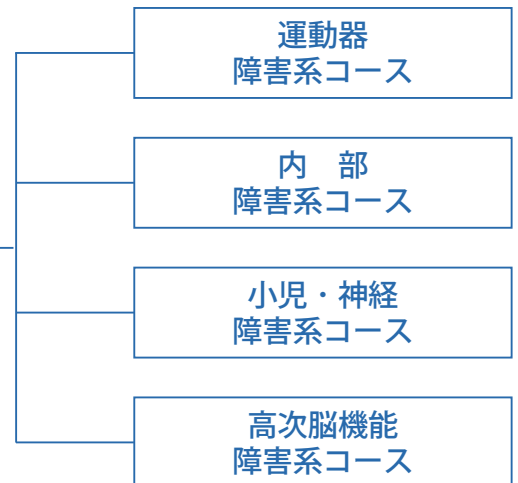 運動器
障害系コース
内　部
障害系コース
小児・神経
障害系コース
高次脳機能
障害系コース